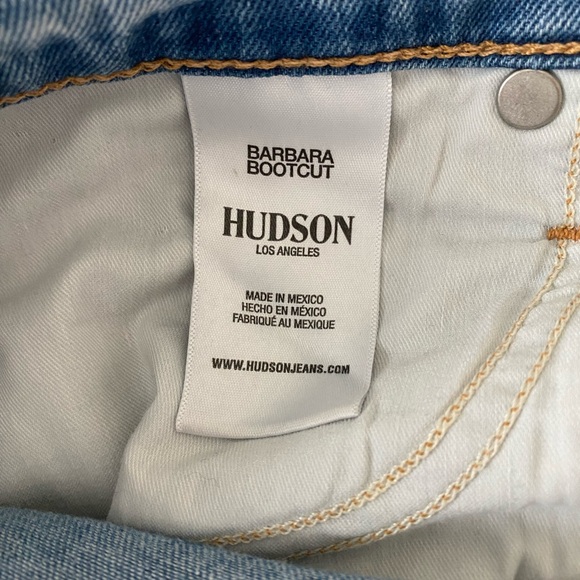 BARBARA
BOOTCUT
HUDSON
LOS ANGELES
MADE IN MEXICO
HECHO EN MÉXICO
FABRIQUÉ AU MEXIQUE
WWW.HUDSONJEANS.COM